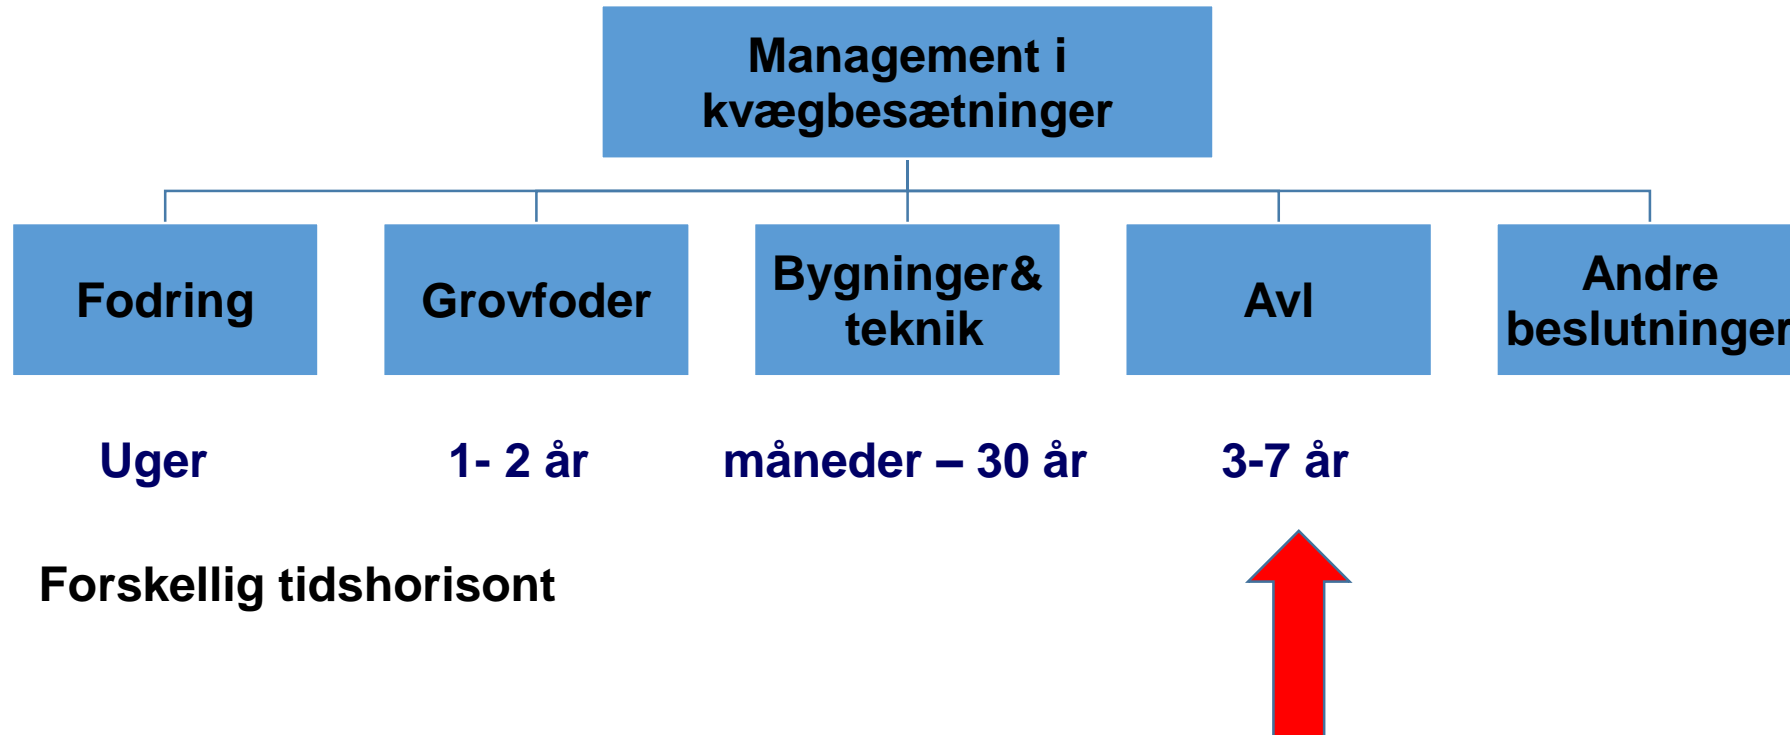 Management i
kvægbesætninger
Fodring
Grovfoder
Bygninger&
teknik
Avl
Andre
beslutninger
Uger
1- 2 år
måneder – 30 år
3-7 år
Forskellig tidshorisont